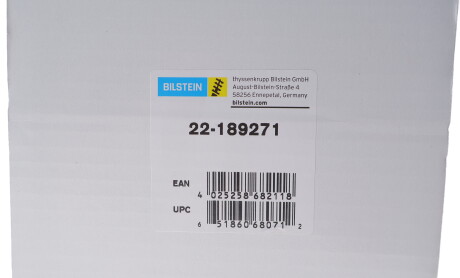 BILSTEIN
thyssenkrupp Bilstein GmbH
August-Bilstein-Straße 4
58256 Ennepetal, Germany
bilstein.com
22-189271
EAN
4 025258 682118
UPC
6 51860 68071 2